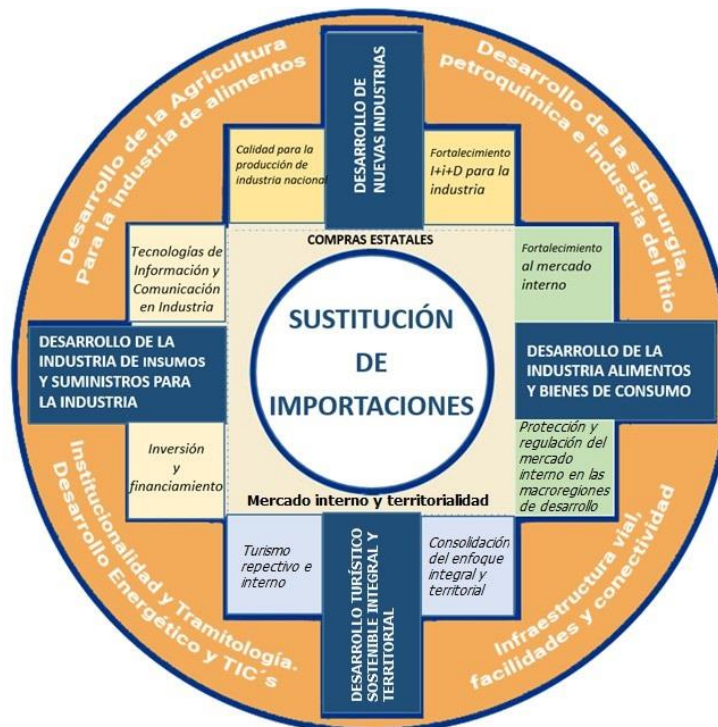 Desarrollo de la Agricultura
Para la industria de alimentos
Desarrollo de la siderurgía,
petroquímica e industria del litio
DESARROLLO DE
NUEVAS INDUSTRIAS
Calidad para la
producción de
industria nacional
Fortalecimiento
I+i+D para la
industria
COMPRAS ESTATALES
Tecnologías de
Información y
Comunicación
en Industria
Fortalecimiento
al mercado
interno
SUSTITUCIÓN
DE
IMPORTACIONES
DESARROLLO DE LA
INDUSTRIA DE INSUMOS
Y SUMINISTROS PARA
LA INDUSTRIA
DESARROLLO DE LA
INDUSTRIA ALIMENTOS
Y BIENES DE CONSUMO
Inversión
y
financiamiento
Protección y
regulación del
mercado
interno en las
macroregiones
de desarrollo
Mercado interno y territorialidad
Turismo
repectivo e
interno
DESARROLLO TURÍSTICO
SOSTENIBLE INTEGRAL Y
TERRITORIAL
Consolidación
del enfoque
integral y
territorial
Institucionalidad y Tramitología.
Desarrollo Energético y TIC´s
Infraestructura vial,
facilidades y conectividad